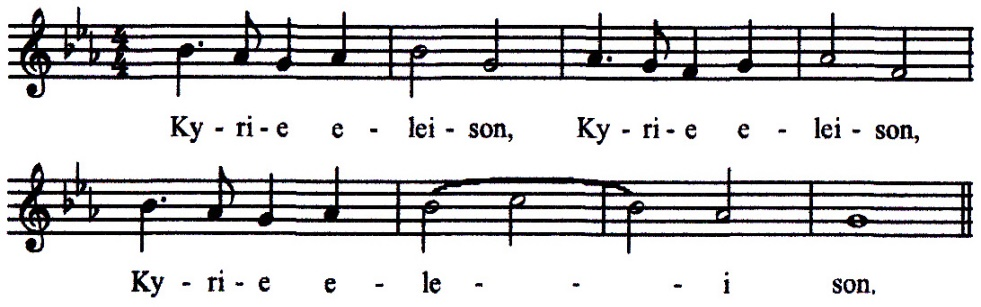 Ky - ri - e e - lei - son, Ky - ri - e e - lei - son,
Ky - ri - e e - le - - - i son.